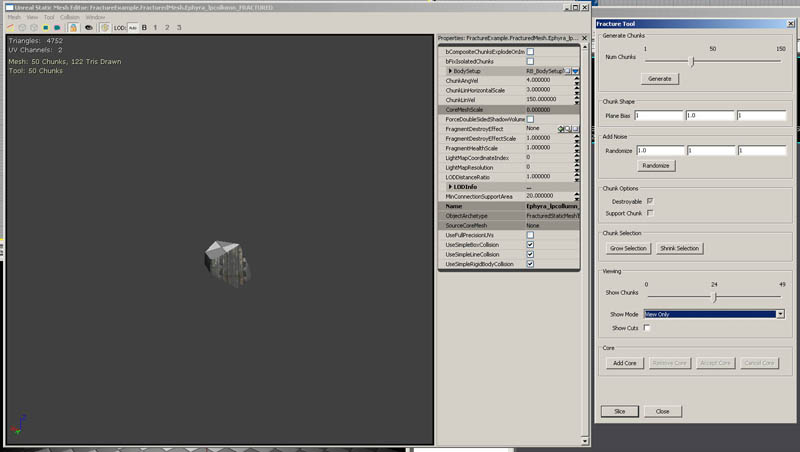 Unreal Static Mesh Editor: FractureExample.FracturedMesh.Ephyra_lpcollumn_FRACTURED
Mesh View Tool Collision Window
LOD: Auto B 1 2 3
Triangles: 4752
UV Channels: 2
Mesh: 50 Chunks, 122 Tris Drawn
Tool: 50 Chunks
Properties: FractureExample.FracturedMesh.Ephyra_lp...
bCompositeChunksExplodeOnIm
bFixIsolatedChunks
BodySetup RB_BodySetup
ChunkAngVel 4.000000
ChunkLinHorizontalScale 3.000000
ChunkLinVel 150.000000
CoreMeshScale 0.000000
ForceDoubleSidedShadowVolume
FragmentDestroyEffect None
FragmentDestroyEffectScale 1.000000
FragmentHealthScale 1.000000
LightMapCoordinateIndex 0
LightMapResolution 0
LODDistanceRatio 1.000000
LODInfo ...
MinConnectionSupportArea 20.000000
Name Ephyra_lpcollumn_
ObjectArchetype FracturedStaticMesh
SourceCoreMesh None
UseFullPrecisionUVs
UseSimpleBoxCollision
UseSimpleLineCollision
UseSimpleRigidBodyCollision
Fracture Tool
Generate Chunks
1 50 150
Num Chunks
Generate
Chunk Shape
Plane Bias 1 1.0 1
Add Noise
Randomize 1.0 1 1
Randomize
Chunk Options
Destroyable
Support Chunk
Chunk Selection
Grow Selection Shrink Selection
Viewing
0 24 49
Show Chunks
Show Mode View Only
Show Cuts
Core
Add Core Remove Core Accept Core Cancel Core
Slice Close